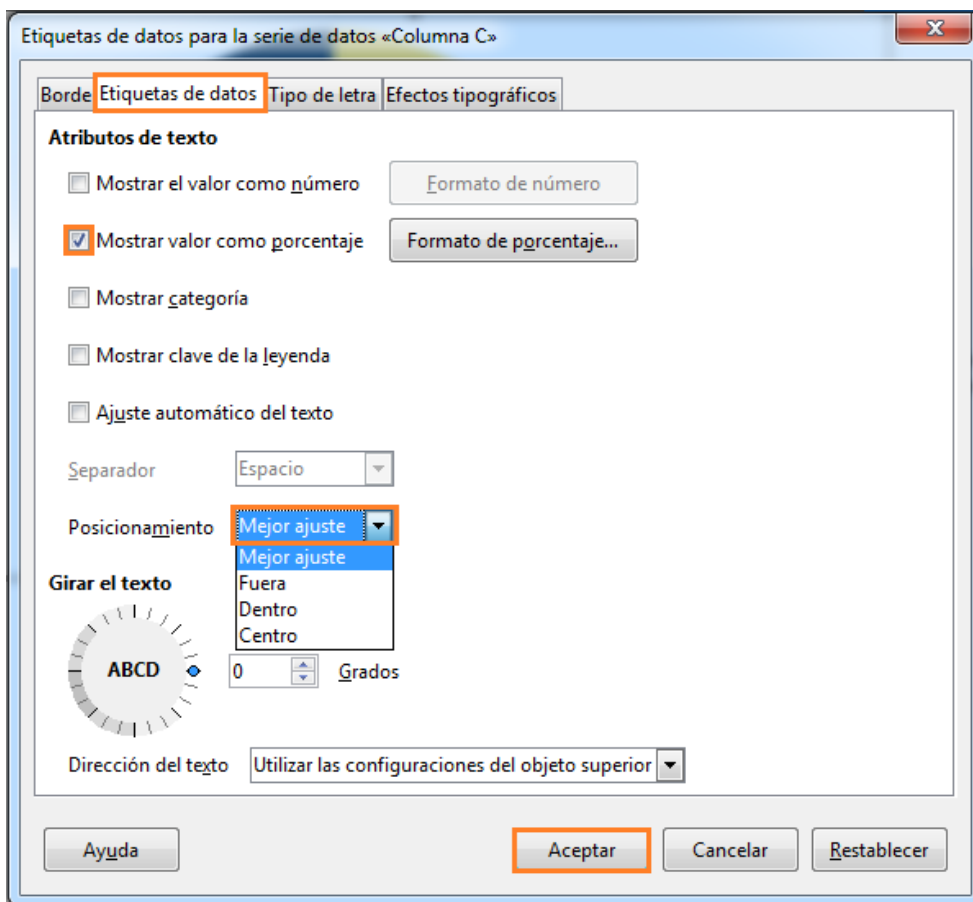 Etiquetas de datos para la serie de datos «Columna C»
Borde Etiquetas de datos Tipo de letra Efectos tipográficos
Atributos de texto
Mostrar el valor como número Formato de número
Mostrar valor como porcentaje Formato de porcentaje...
Mostrar categoría
Mostrar clave de la leyenda
Ajuste automático del texto
Separador Espacio
Posicionamiento Mejor ajuste
Mejor ajuste
Girar el texto Fuera
Dentro
Centro
ABCD 0 Grados
Dirección del texto Utilizar las configuraciones del objeto superior
Ayuda Aceptar Cancelar Restablecer